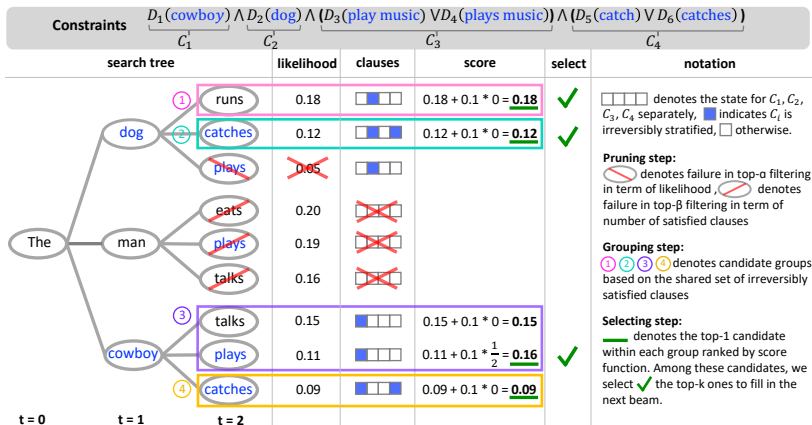 Constraints D₁(cowboy) ∧ D₂(dog) ∧ (D₃(play music) ∨D₄(plays music)) ∧ (D₅(catch) ∨ D₆(catches))
C₁ C₂ C₃ C₄
search tree likelihood clauses score select notation
1 runs 0.18 0.18 + 0.1 * 0 = 0.18
dog 2 catches 0.12 0.12 + 0.1 * 0 = 0.12
plays 0.05
eats 0.20
The man plays 0.19
talks 0.16
3 talks 0.15 0.15 + 0.1 * 0 = 0.15
cowboy plays 0.11 0.11 + 0.1 * 1/2 = 0.16
4 catches 0.09 0.09 + 0.1 * 0 = 0.09
t = 0 t = 1 t = 2
denotes the state for C₁, C₂,
C₃, C₄ separately, indicates Cᵢ is
irreversibly stratified, otherwise.
Pruning step:
denotes failure in top-α filtering
in term of likelihood , denotes
failure in top-β filtering in term of
number of satisfied clauses
Grouping step:
1 2 3 4 denotes candidate groups
based on the shared set of irreversibly
satisfied clauses
Selecting step:
denotes the top-1 candidate
within each group ranked by score
function. Among these candidates, we
select the top-k ones to fill in the
next beam.